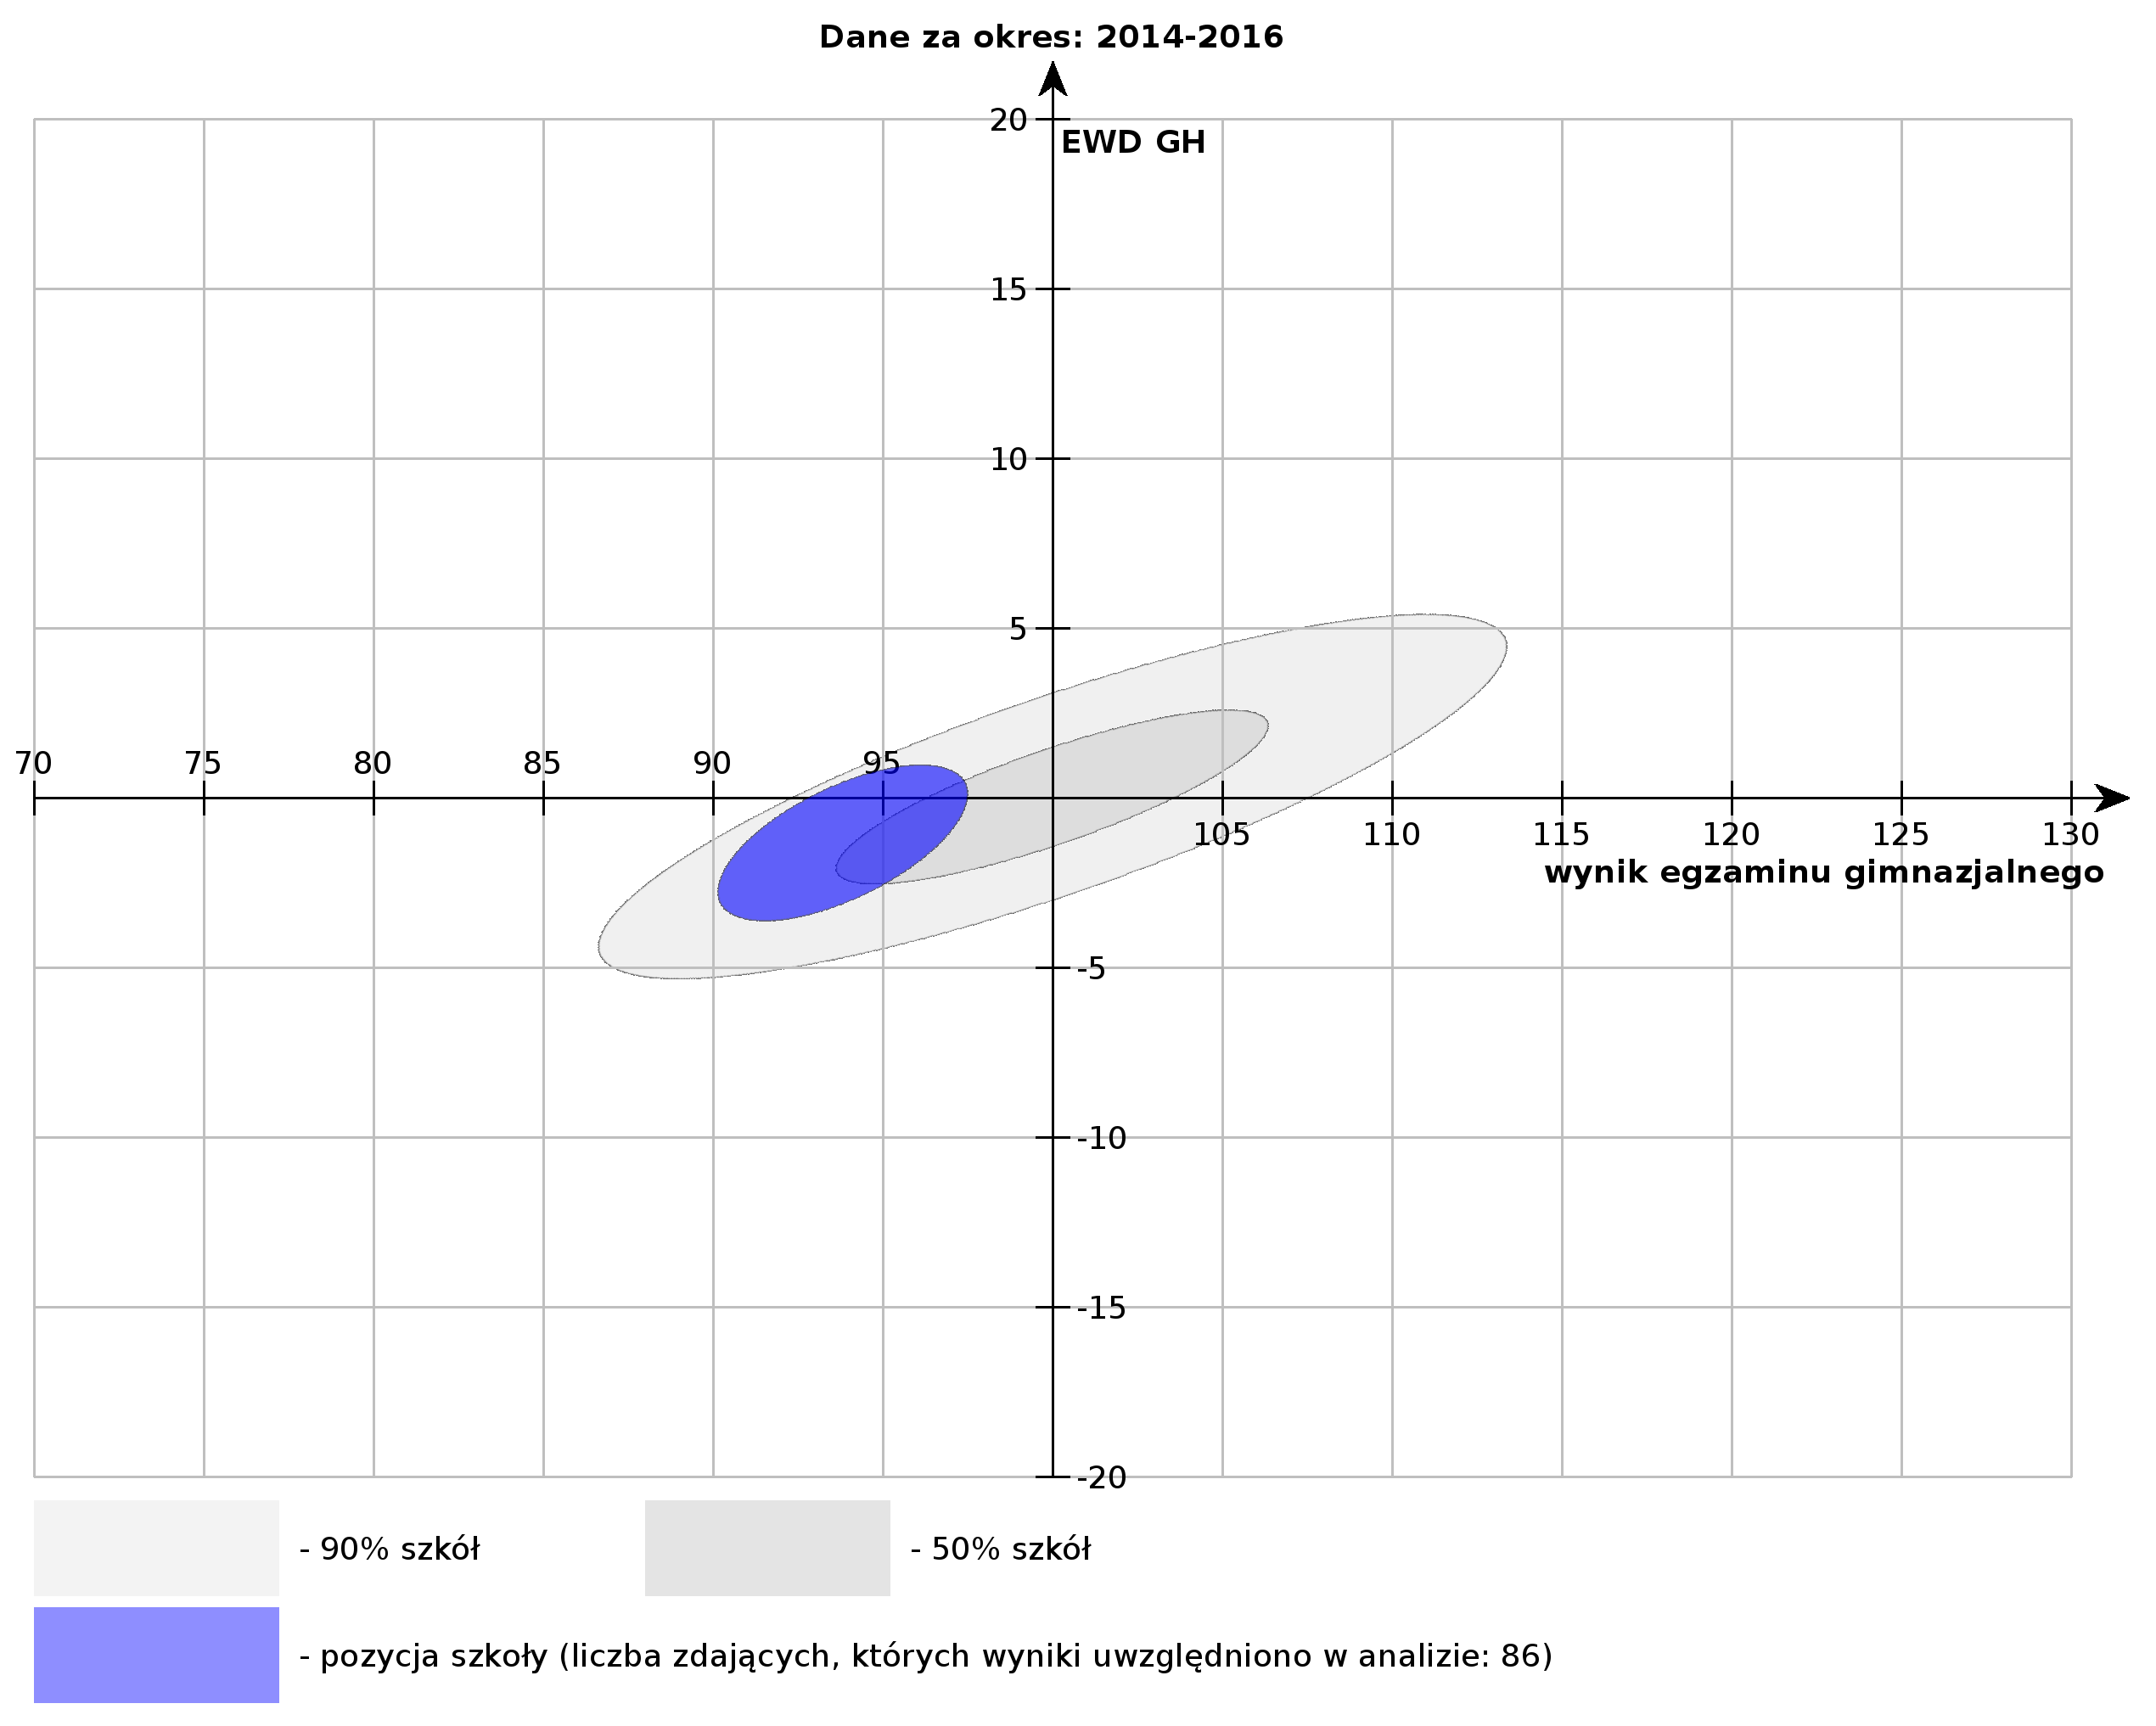 Dane za okres: 2014-2016
20
EWD GH
15
10
5
70 75 80 85 90 95
105 110 115 120 125 130
wynik egzaminu gimnazjalnego
-5
-10
-15
-20
- 90% szkół - 50% szkół
- pozycja szkoły (liczba zdających, których wyniki uwzględniono w analizie: 86)